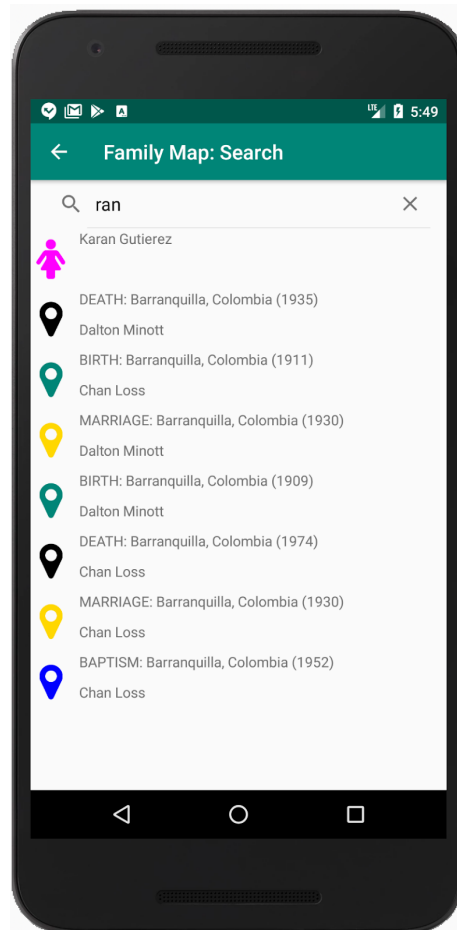 LTE 5:49
Family Map: Search
ran
Karan Gutierez
DEATH: Barranquilla, Colombia (1935)
Dalton Minott
BIRTH: Barranquilla, Colombia (1911)
Chan Loss
MARRIAGE: Barranquilla, Colombia (1930)
Dalton Minott
BIRTH: Barranquilla, Colombia (1909)
Dalton Minott
DEATH: Barranquilla, Colombia (1974)
Chan Loss
MARRIAGE: Barranquilla, Colombia (1930)
Chan Loss
BAPTISM: Barranquilla, Colombia (1952)
Chan Loss